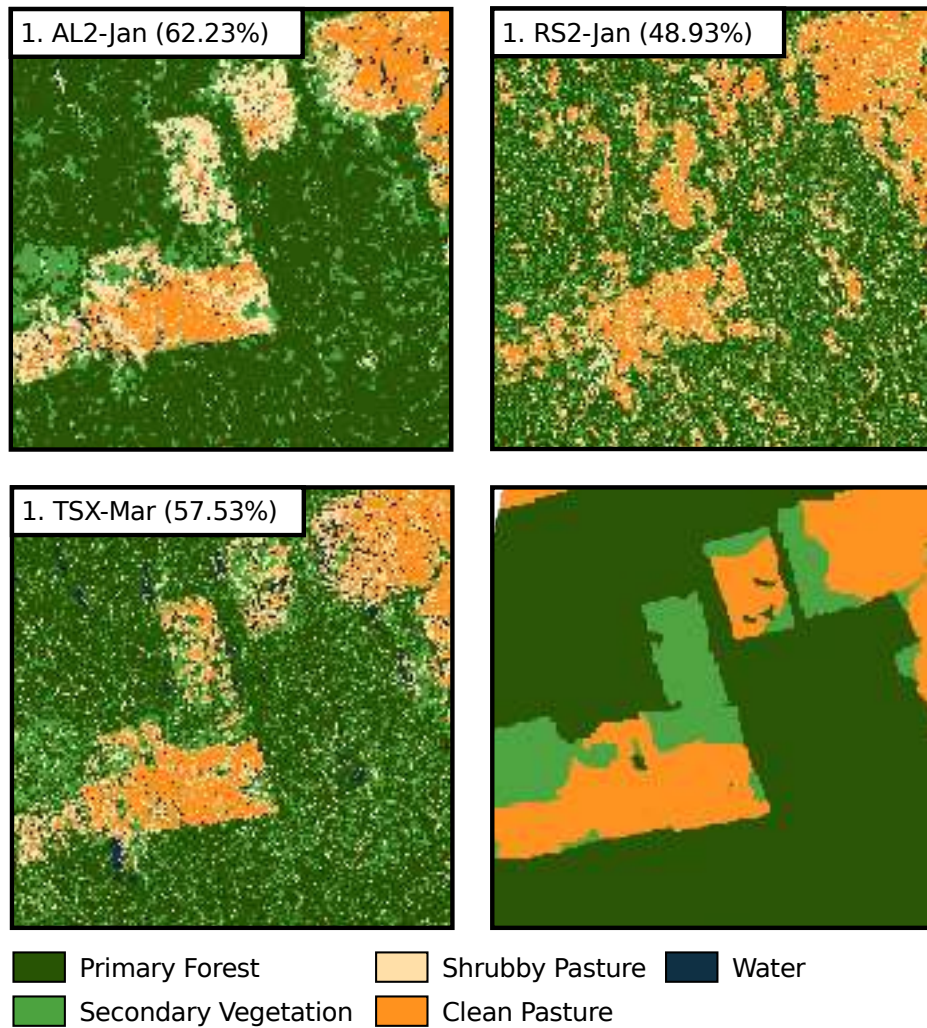 1. AL2-Jan (62.23%)
1. RS2-Jan (48.93%)
1. TSX-Mar (57.53%)
Primary Forest
Shrubby Pasture
Water
Secondary Vegetation
Clean Pasture